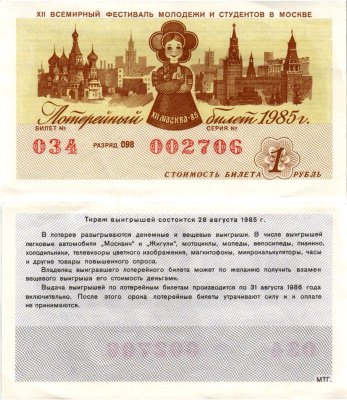 XII ВСЕМИРНЫЙ ФЕСТИВАЛЬ МОЛОДЕЖИ И СТУДЕНТОВ В МОСКВЕ
Лотерейный билет 1985 г.
XII МОСКВА-85
БИЛЕТ № СЕРИЯ №
034 РАЗРЯД 098 002706
1
СТОИМОСТЬ БИЛЕТА РУБЛЬ
Тираж выигрышей состоится 28 августа 1985 г.
В лотерее разыгрываются денежные и вещевые выигрыши. В числе выигрышей
легковые автомобили „Москвич" и „Жигули", мотоциклы, мопеды, велосипеды, пианино,
холодильники, телевизоры цветного изображения, магнитофоны, микрокалькуляторы, часы
и другие товары повышенного спроса.
Владелец выигравшего лотерейного билета может по желанию получить взамен
вещевого выигрыша его стоимость деньгами.
Выдача выигрышей по лотерейным билетам производится по 31 августа 1986 года
включительно. После этого срока лотерейные билеты утрачивают силу и к оплате
не принимаются.
МТГ.